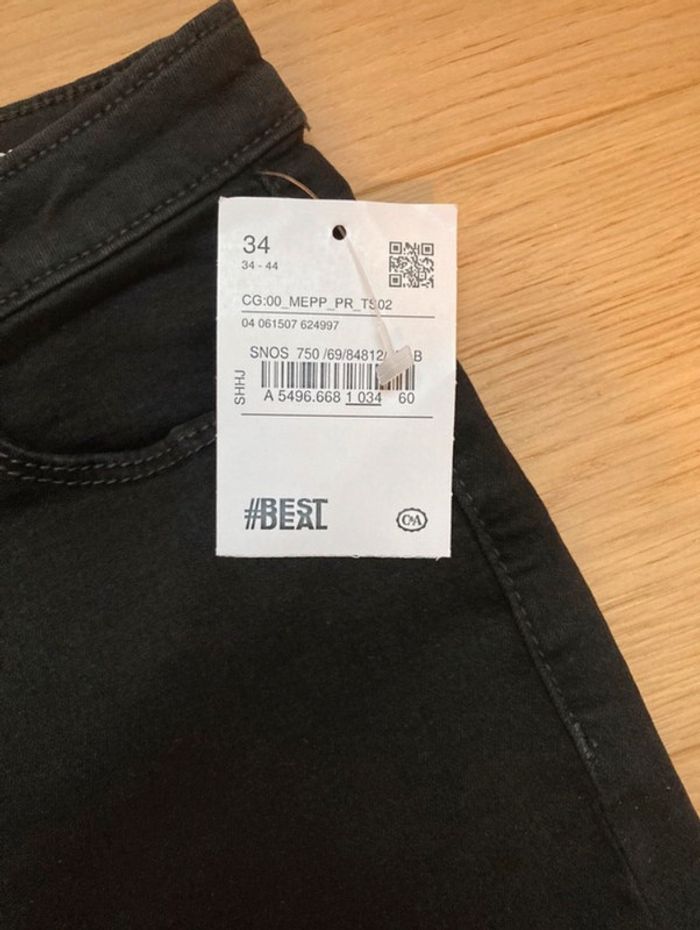 34
34 - 44
CG:00_MEPP_PR_TS02
04 061507 624997
SNOS 750 /69/84812/
SHHJ
A 5496.668 1 034 60
#BEST
DEAL
C&A